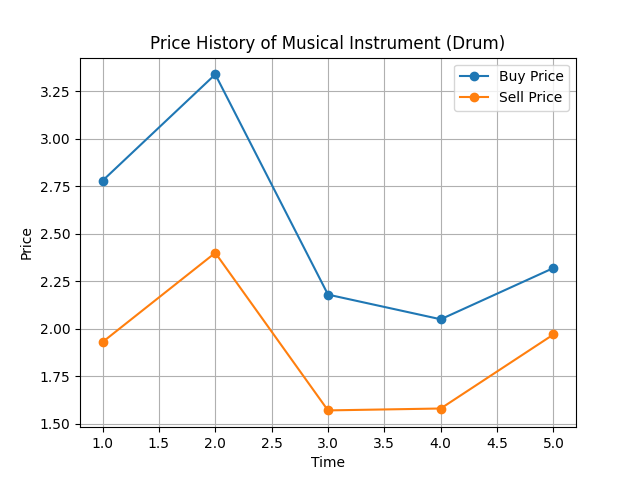 Price History of Musical Instrument (Drum)
Buy Price
Sell Price
Price
3.25
3.00
2.75
2.50
2.25
2.00
1.75
1.50
1.0 1.5 2.0 2.5 3.0 3.5 4.0 4.5 5.0
Time